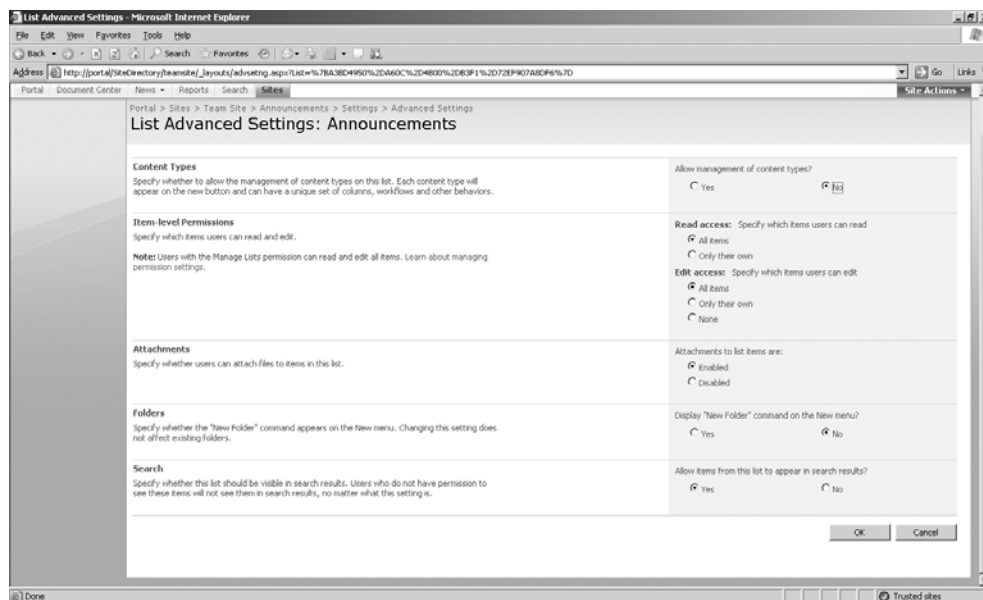 List Advanced Settings - Microsoft Internet Explorer
File Edit View Favorites Tools Help
Back Search Favorites
Address http://portal/SiteDirectory/teamsite/_layouts/advsetng.aspx?List=%7BA3BD4950%2DA60C%2D4800%2DB3F1%2D72EF907A8DF6%7D Go Links
Portal Document Center News Reports Search Sites Site Actions
Portal > Sites > Team Site > Announcements > Settings > Advanced Settings
List Advanced Settings: Announcements
Content Types
Specify whether to allow the management of content types on this list. Each content type will
appear on the new button and can have a unique set of columns, workflows and other behaviors.
Allow management of content types?
Yes No
Item-level Permissions
Specify which items users can read and edit.
Note: Users with the Manage Lists permission can read and edit all items. Learn about managing
permission settings.
Read access: Specify which items users can read
All items
Only their own
Edit access: Specify which items users can edit
All items
Only their own
None
Attachments
Specify whether users can attach files to items in this list.
Attachments to list items are:
Enabled
Disabled
Folders
Specify whether the "New Folder" command appears on the New menu. Changing this setting does
not affect existing folders.
Display "New Folder" command on the New menu?
Yes No
Search
Specify whether this list should be visible in search results. Users who do not have permission to
see these items will not see them in search results, no matter what this setting is.
Allow items from this list to appear in search results?
Yes No
OK Cancel
Done Trusted sites